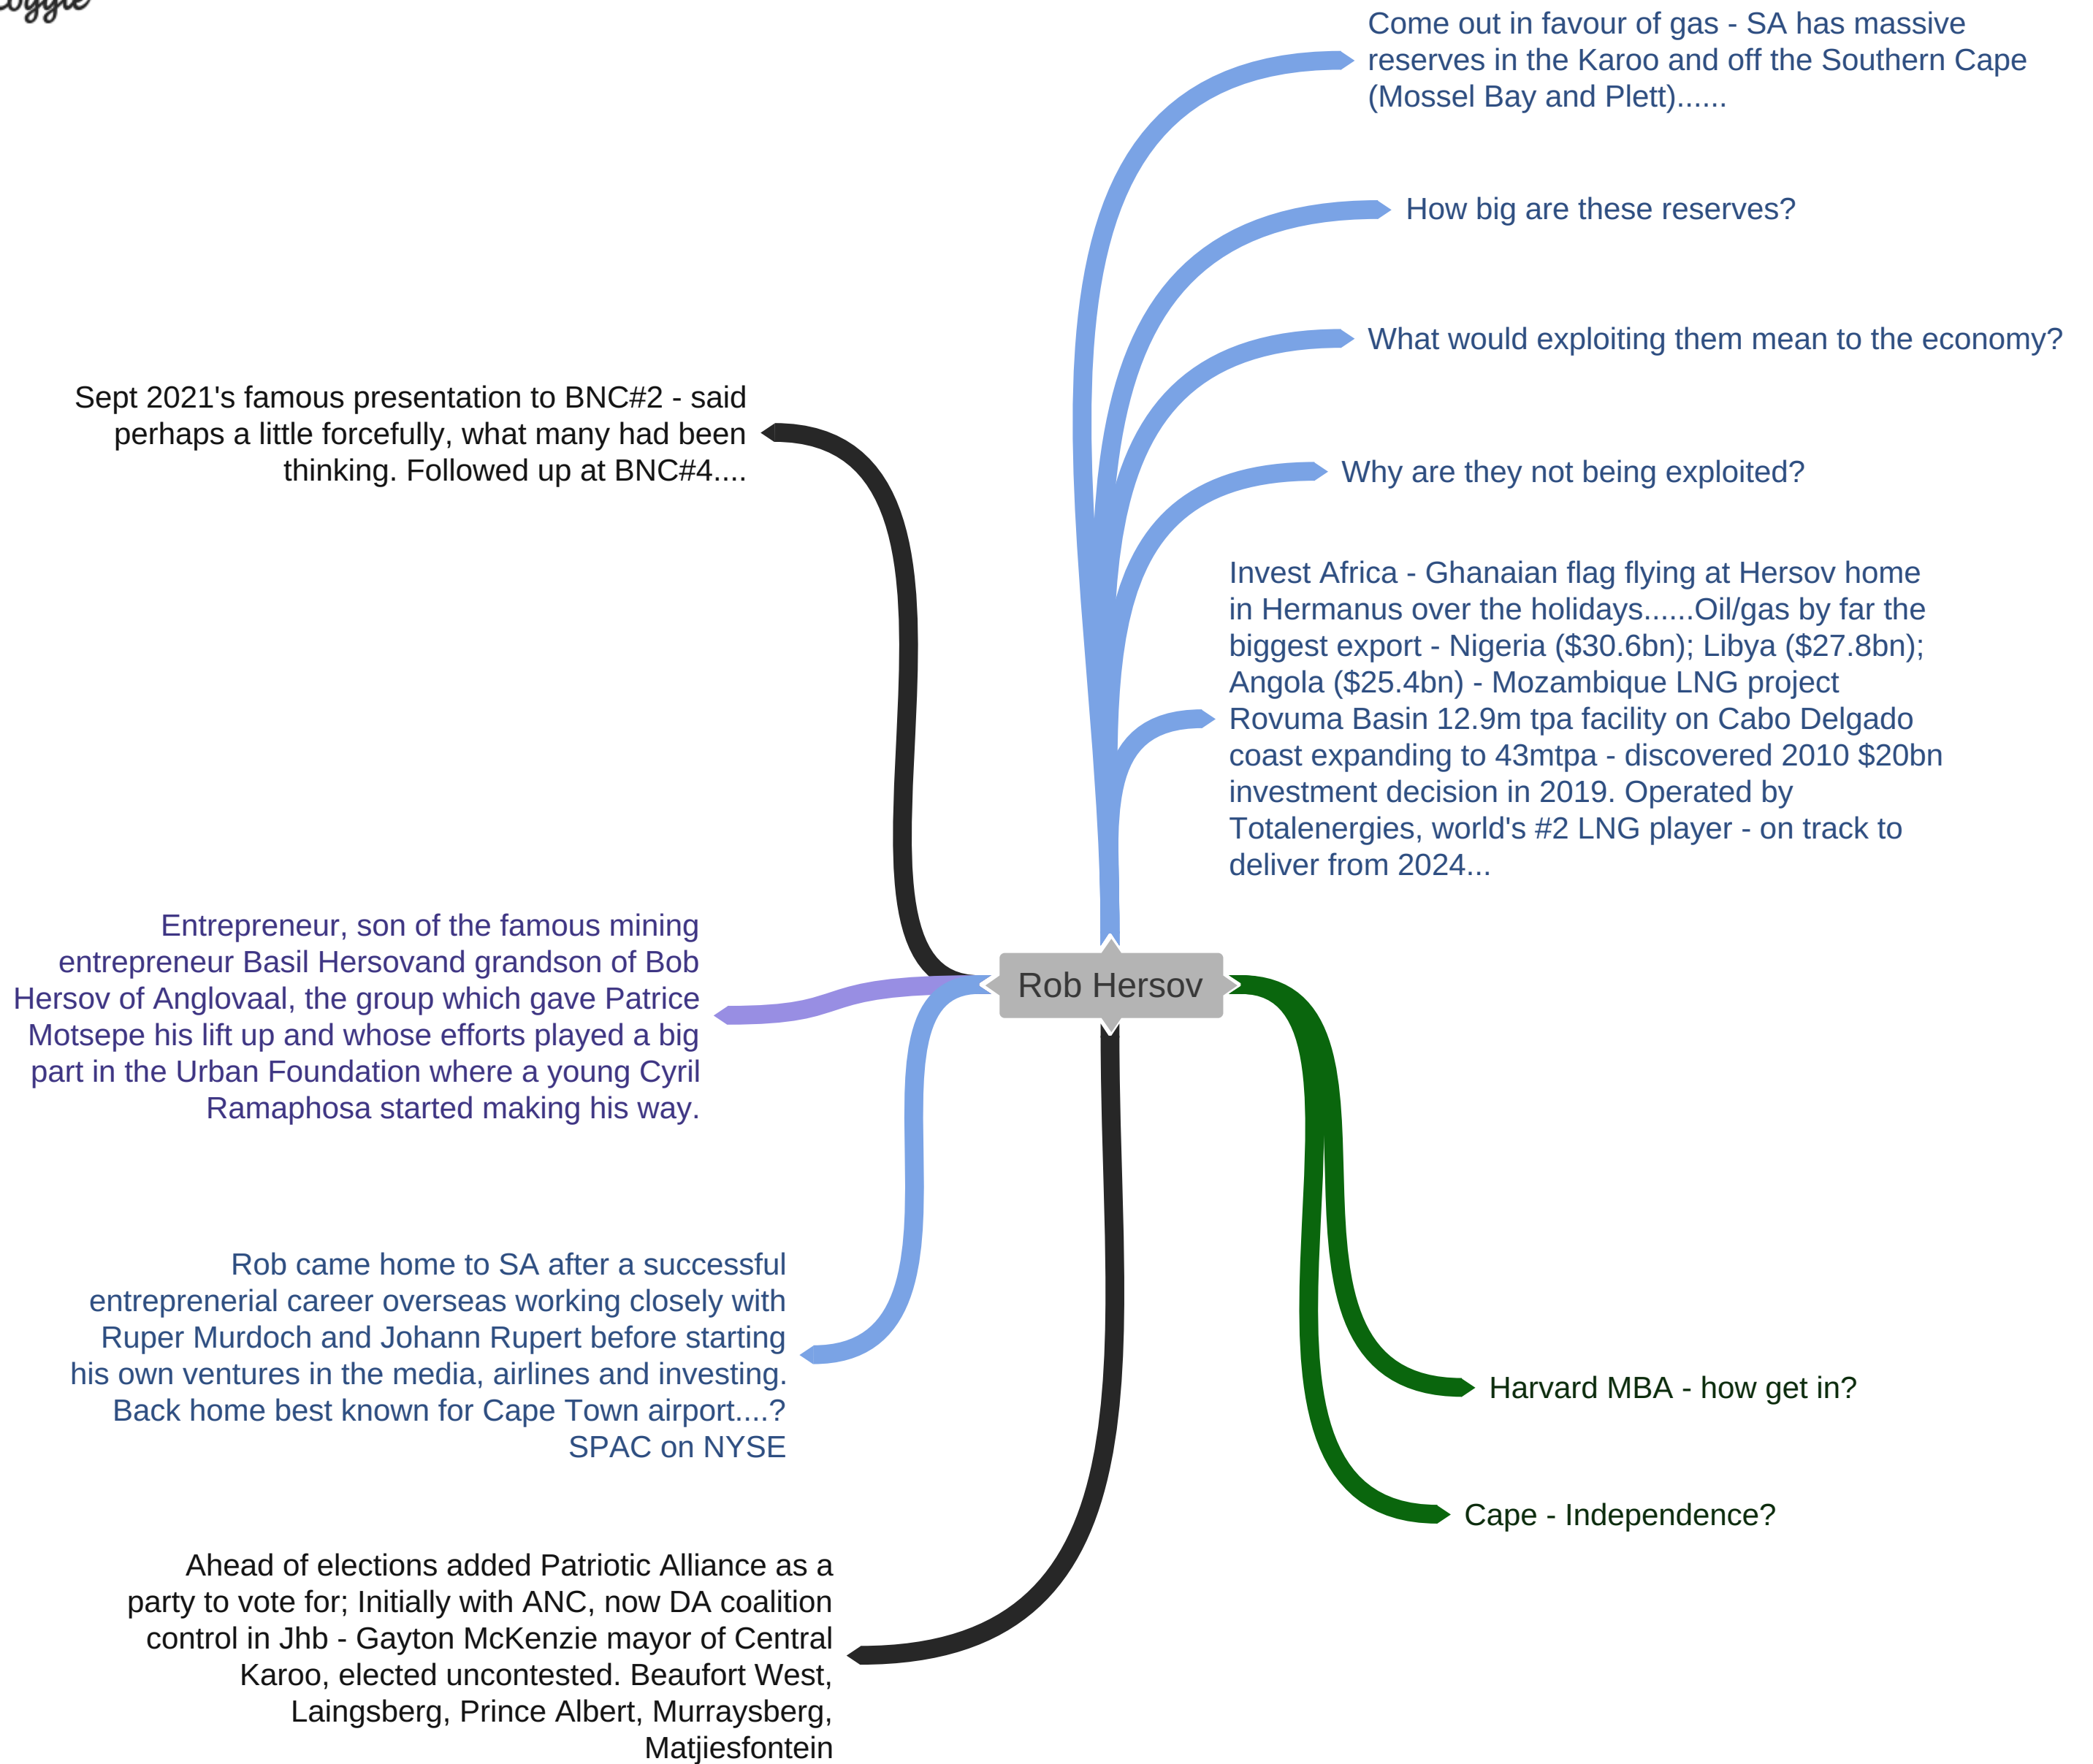 Come out in favour of gas - SA has massive
reserves in the Karoo and off the Southern Cape
(Mossel Bay and Plett)......
How big are these reserves?
What would exploiting them mean to the economy?
Sept 2021's famous presentation to BNC#2 - said
perhaps a little forcefully, what many had been
thinking. Followed up at BNC#4....
Why are they not being exploited?
Invest Africa - Ghanaian flag flying at Hersov home
in Hermanus over the holidays......Oil/gas by far the
biggest export - Nigeria ($30.6bn); Libya ($27.8bn);
Angola ($25.4bn) - Mozambique LNG project
Rovuma Basin 12.9m tpa facility on Cabo Delgado
coast expanding to 43mtpa - discovered 2010 $20bn
investment decision in 2019. Operated by
Totalenergies, world's #2 LNG player - on track to
deliver from 2024...
Entrepreneur, son of the famous mining
entrepreneur Basil Hersovand grandson of Bob
Hersov of Anglovaal, the group which gave Patrice
Motsepe his lift up and whose efforts played a big
part in the Urban Foundation where a young Cyril
Ramaphosa started making his way.
Rob Hersov
Rob came home to SA after a successful
entreprenerial career overseas working closely with
Ruper Murdoch and Johann Rupert before starting
his own ventures in the media, airlines and investing.
Back home best known for Cape Town airport....?
SPAC on NYSE
Harvard MBA - how get in?
Cape - Independence?
Ahead of elections added Patriotic Alliance as a
party to vote for; Initially with ANC, now DA coalition
control in Jhb - Gayton McKenzie mayor of Central
Karoo, elected uncontested. Beaufort West,
Laingsberg, Prince Albert, Murraysberg,
Matjiesfontein